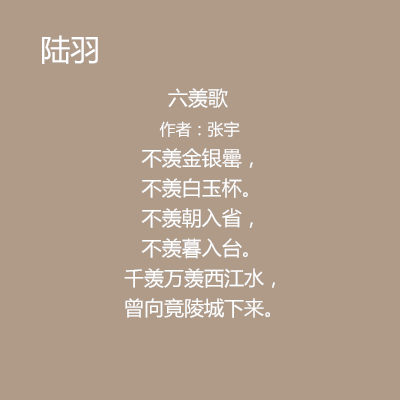 陆羽
六羡歌
作者：张宇
不羡金银罍，
不羡白玉杯。
不羡朝入省，
不羡暮入台。
千羡万羡西江水，
曾向竟陵城下来。